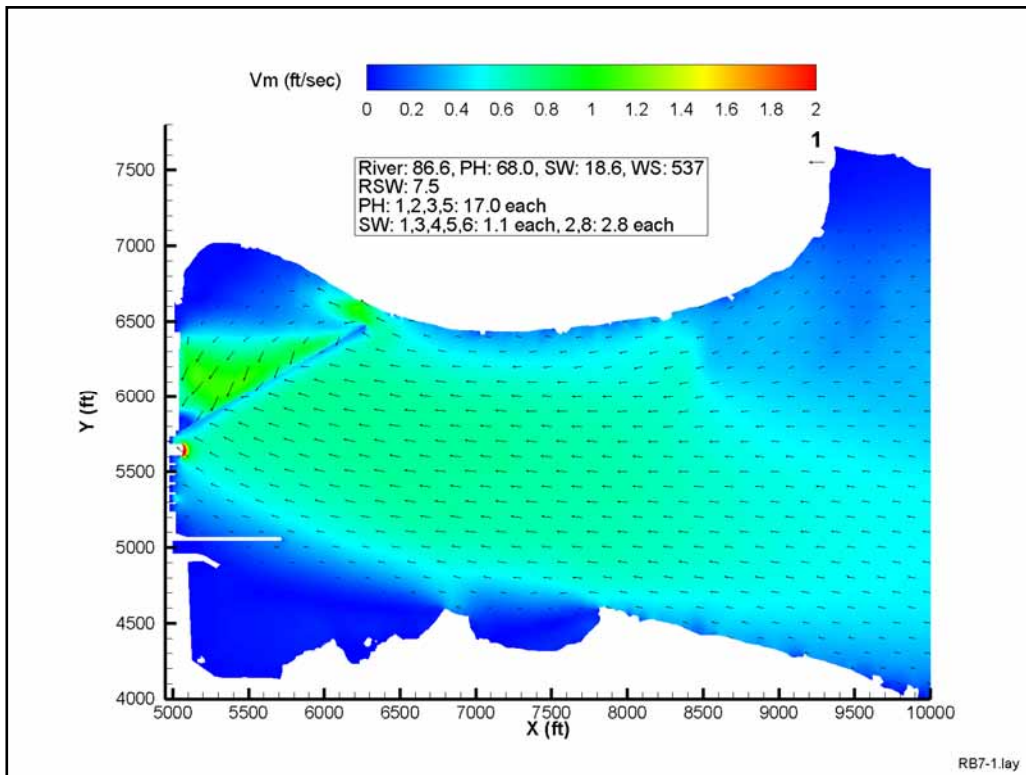 Vm (ft/sec)
0 0.2 0.4 0.6 0.8 1 1.2 1.4 1.6 1.8 2
1
River: 86.6, PH: 68.0, SW: 18.6, WS: 537
RSW: 7.5
PH: 1,2,3,5: 17.0 each
SW: 1,3,4,5,6: 1.1 each, 2,8: 2.8 each
7500
7000
6500
6000
5500
5000
4500
4000
Y (ft)
5000 5500 6000 6500 7000 7500 8000 8500 9000 9500 10000
X (ft)
RB7-1.lay